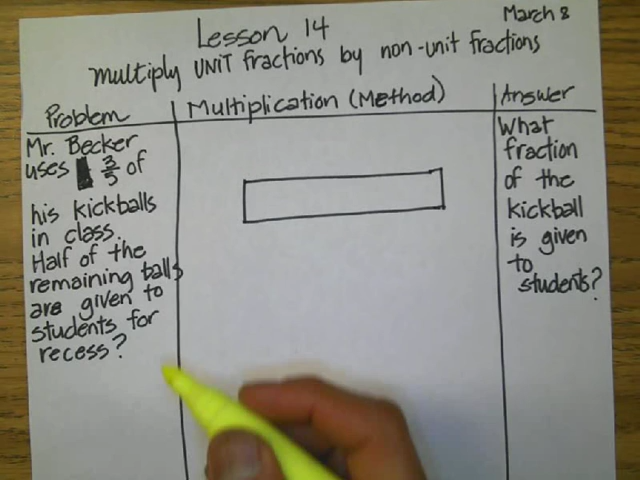 March 8
Lesson 14
multiply UNIT fractions by non-unit fractions
Problem
Multiplication (Method)
Answer
Mr. Becker
uses 3/5 of
his kickballs
in class.
Half of the
remaining balls
are given to
students for
recess?
What
fraction
of the
kickball
is given
to
students?